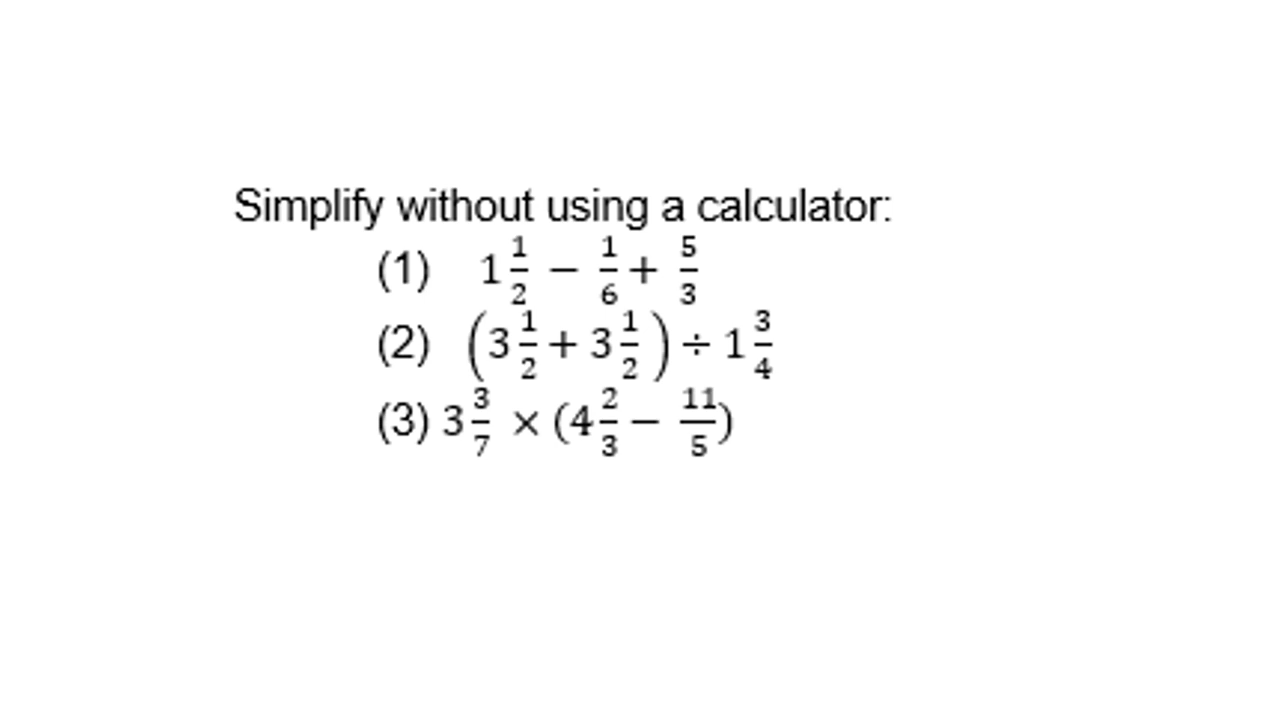 Simplify without using a calculator:
(1) 1 1/2 − 1/6 + 5/3
(2) (3 1/2 + 3 1/2) ÷ 1 3/4
(3) 3 3/7 × (4 2/3 − 11/5)